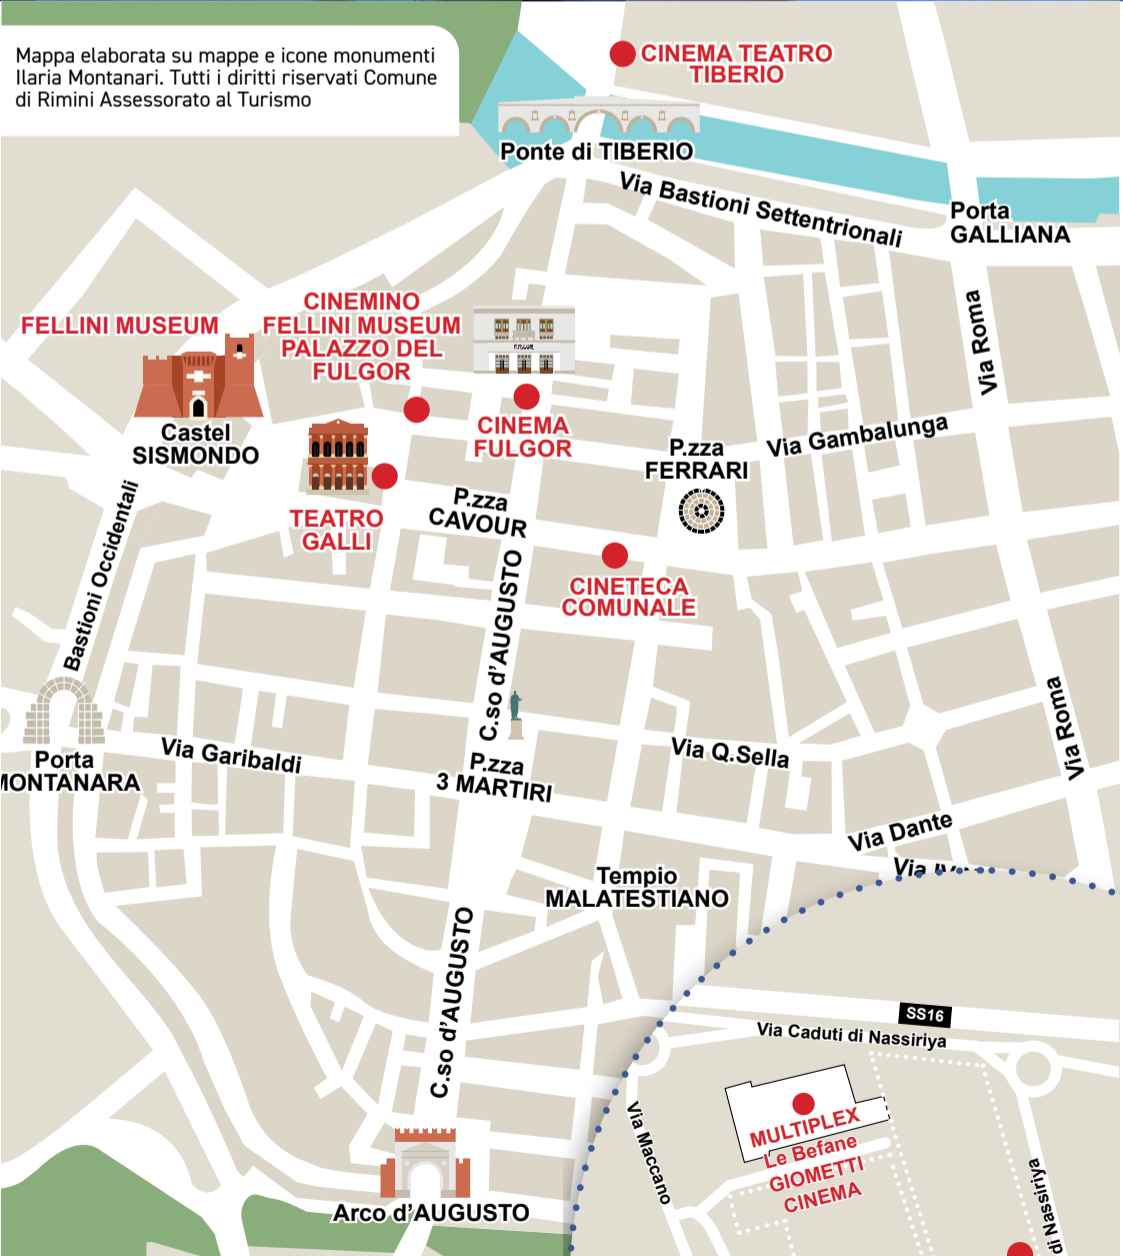 Mappa elaborata su mappe e icone monumenti
Ilaria Montanari. Tutti i diritti riservati Comune
di Rimini Assessorato al Turismo
CINEMA TEATRO
TIBERIO
Ponte di TIBERIO
Via Bastioni Settentrionali
Porta
GALLIANA
FELLINI MUSEUM
CINEMINO
FELLINI MUSEUM
PALAZZO DEL
FULGOR
Via Roma
Castel
SISMONDO
CINEMA
FULGOR
P.zza
FERRARI
Via Gambalunga
TEATRO
GALLI
P.zza
CAVOUR
Bastioni Occidentali
CINETECA
COMUNALE
C.so d'AUGUSTO
Via Roma
Porta
MONTANARA
Via Garibaldi
P.zza
3 MARTIRI
Via Q.Sella
Via Dante
Via
Tempio
MALATESTIANO
C.so d'AUGUSTO
SS16
Via Caduti di Nassiriya
Via Maccano
MULTIPLEX
Le Befane
GIOMETTI
CINEMA
di Nassiriya
Arco d'AUGUSTO